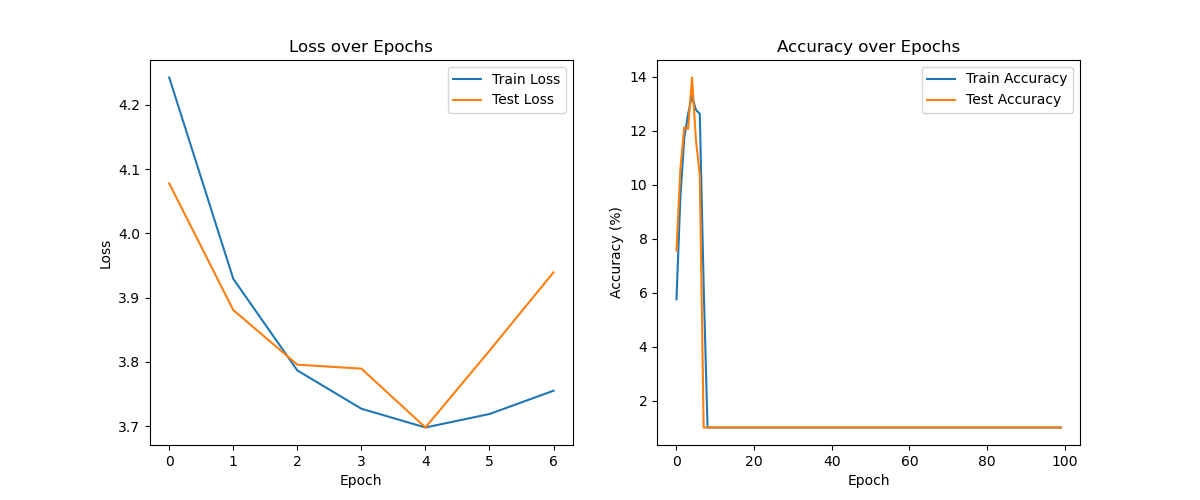 Loss over Epochs
Train Loss
Test Loss
4.2
4.1
4.0
3.9
3.8
3.7
Loss
0 1 2 3 4 5 6
Epoch
Accuracy over Epochs
Train Accuracy
Test Accuracy
14
12
10
8
6
4
2
Accuracy (%)
0 20 40 60 80 100
Epoch